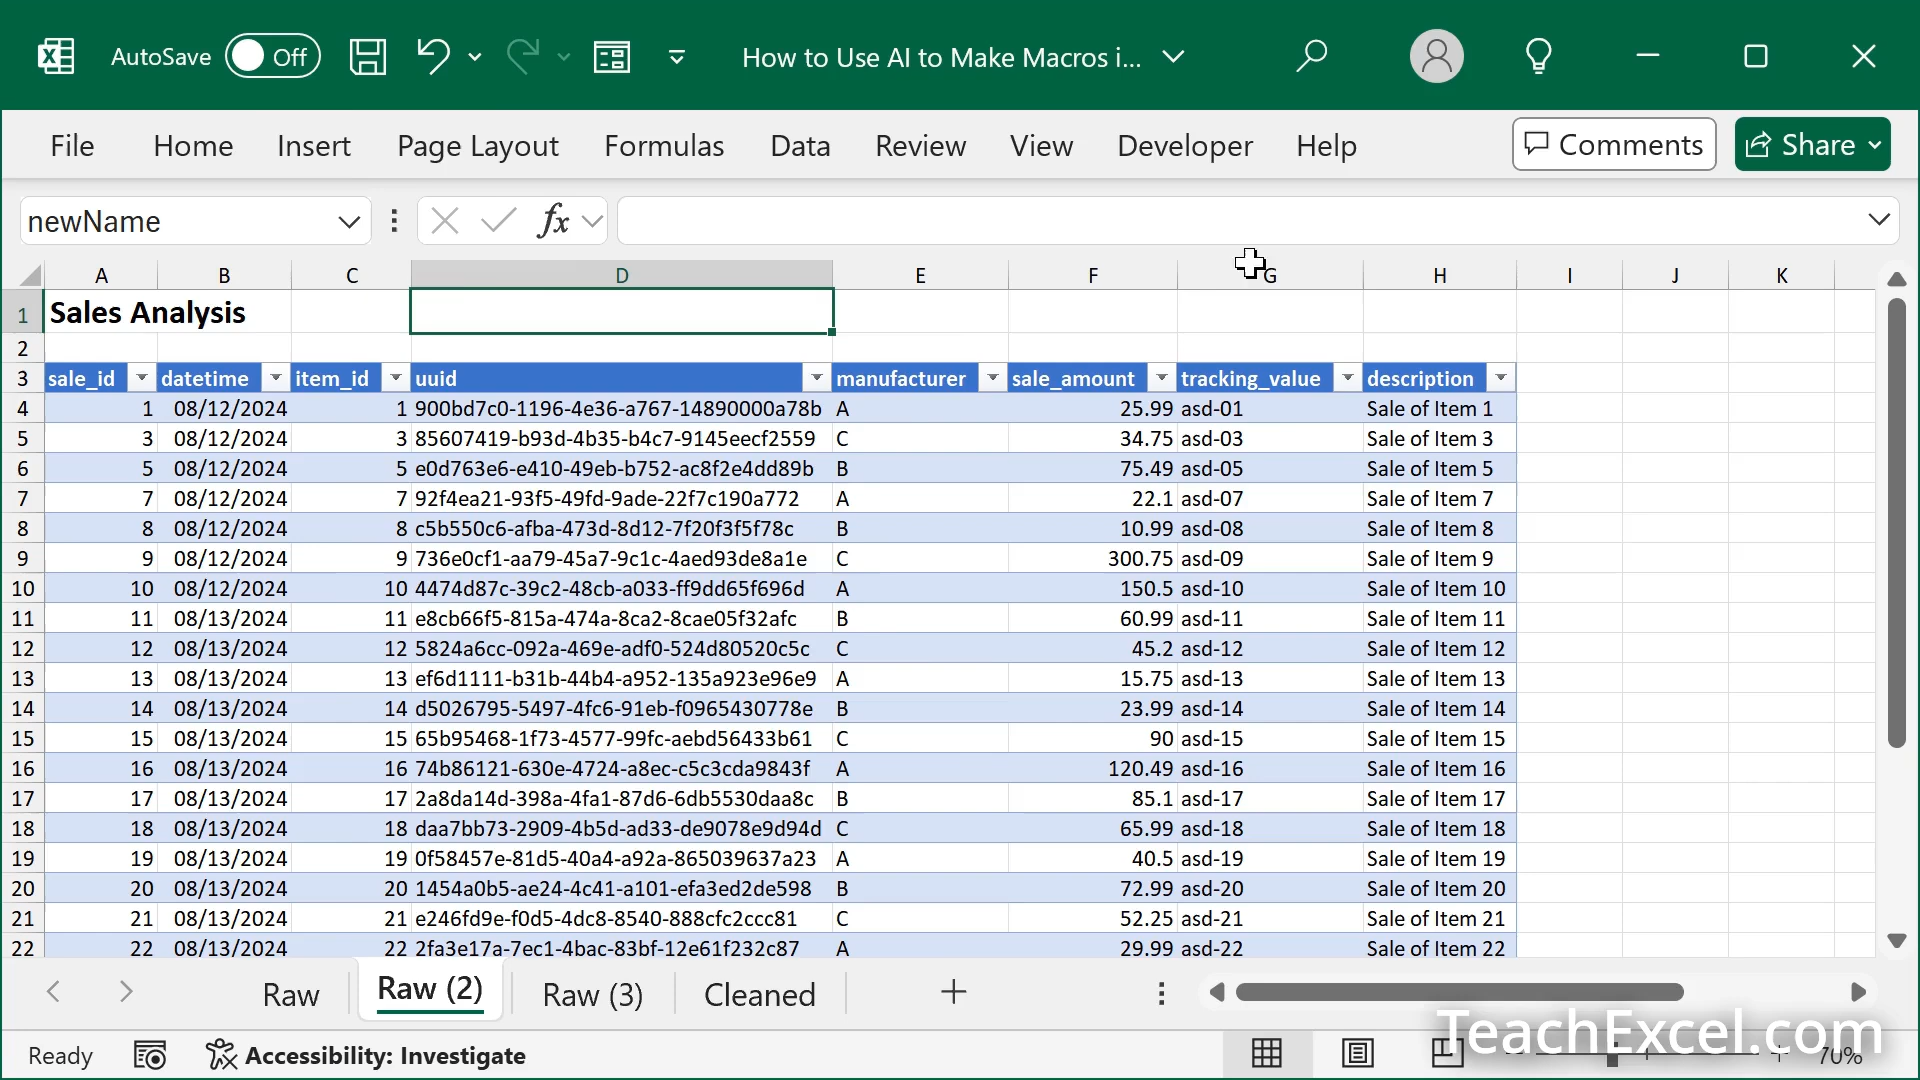 AutoSave Off How to Use AI to Make Macros i...
File Home Insert Page Layout Formulas Data Review View Developer Help Comments Share
newName fx
A B C D E F G H I J K
1 Sales Analysis
2
3 sale_id datetime item_id uuid manufacturer sale_amount tracking_value description
4 1 08/12/2024 1 900bd7c0-1196-4e36-a767-14890000a78b A 25.99 asd-01 Sale of Item 1
5 3 08/12/2024 3 85607419-b93d-4b35-b4c7-9145eecf2559 C 34.75 asd-03 Sale of Item 3
6 5 08/12/2024 5 e0d763e6-e410-49eb-b752-ac8f2e4dd89b B 75.49 asd-05 Sale of Item 5
7 7 08/12/2024 7 92f4ea21-93f5-49fd-9ade-22f7c190a772 A 22.1 asd-07 Sale of Item 7
8 8 08/12/2024 8 c5b550c6-afba-473d-8d12-7f20f3f5f78c B 10.99 asd-08 Sale of Item 8
9 9 08/12/2024 9 736e0cf1-aa79-45a7-9c1c-4aed93de8a1e C 300.75 asd-09 Sale of Item 9
10 10 08/12/2024 10 4474d87c-39c2-48cb-a033-ff9dd65f696d A 150.5 asd-10 Sale of Item 10
11 11 08/13/2024 11 e8cb66f5-815a-474a-8ca2-8cae05f32afc B 60.99 asd-11 Sale of Item 11
12 12 08/13/2024 12 5824a6cc-092a-469e-adf0-524d80520c5c C 45.2 asd-12 Sale of Item 12
13 13 08/13/2024 13 ef6d1111-b31b-44b4-a952-135a923e96e9 A 15.75 asd-13 Sale of Item 13
14 14 08/13/2024 14 d5026795-5497-4fc6-91eb-f0965430778e B 23.99 asd-14 Sale of Item 14
15 15 08/13/2024 15 65b95468-1f73-4577-99fc-aebd56433b61 C 90 asd-15 Sale of Item 15
16 16 08/13/2024 16 74b86121-630e-4724-a8ec-c5c3cda9843f A 120.49 asd-16 Sale of Item 16
17 17 08/13/2024 17 2a8da14d-398a-4fa1-87d6-6db5530daa8c B 85.1 asd-17 Sale of Item 17
18 18 08/13/2024 18 daa7bb73-2909-4b5d-ad33-de9078e9d94d C 65.99 asd-18 Sale of Item 18
19 19 08/13/2024 19 0f58457e-81d5-40a4-a92a-865039637a23 A 40.5 asd-19 Sale of Item 19
20 20 08/13/2024 20 1454a0b5-ae24-4c41-a101-efa3ed2de598 B 72.99 asd-20 Sale of Item 20
21 21 08/13/2024 21 e246fd9e-f0d5-4dc8-8540-888cfc2ccc81 C 52.25 asd-21 Sale of Item 21
22 22 08/13/2024 22 2fa3e17a-7ec1-4bac-83bf-12e61f232c87 A 29.99 asd-22 Sale of Item 22
Raw Raw (2) Raw (3) Cleaned
TeachExcel.com
Ready Accessibility: Investigate 70%